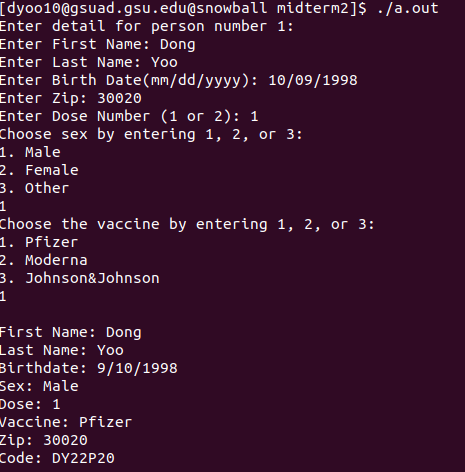 [dyoo10@gsuad.gsu.edu@snowball midterm2]$ ./a.out
Enter detail for person number 1:
Enter First Name: Dong
Enter Last Name: Yoo
Enter Birth Date(mm/dd/yyyy): 10/09/1998
Enter Zip: 30020
Enter Dose Number (1 or 2): 1
Choose sex by entering 1, 2, or 3:
1. Male
2. Female
3. Other
1
Choose the vaccine by entering 1, 2, or 3:
1. Pfizer
2. Moderna
3. Johnson&Johnson
1
First Name: Dong
Last Name: Yoo
Birthdate: 9/10/1998
Sex: Male
Dose: 1
Vaccine: Pfizer
Zip: 30020
Code: DY22P20